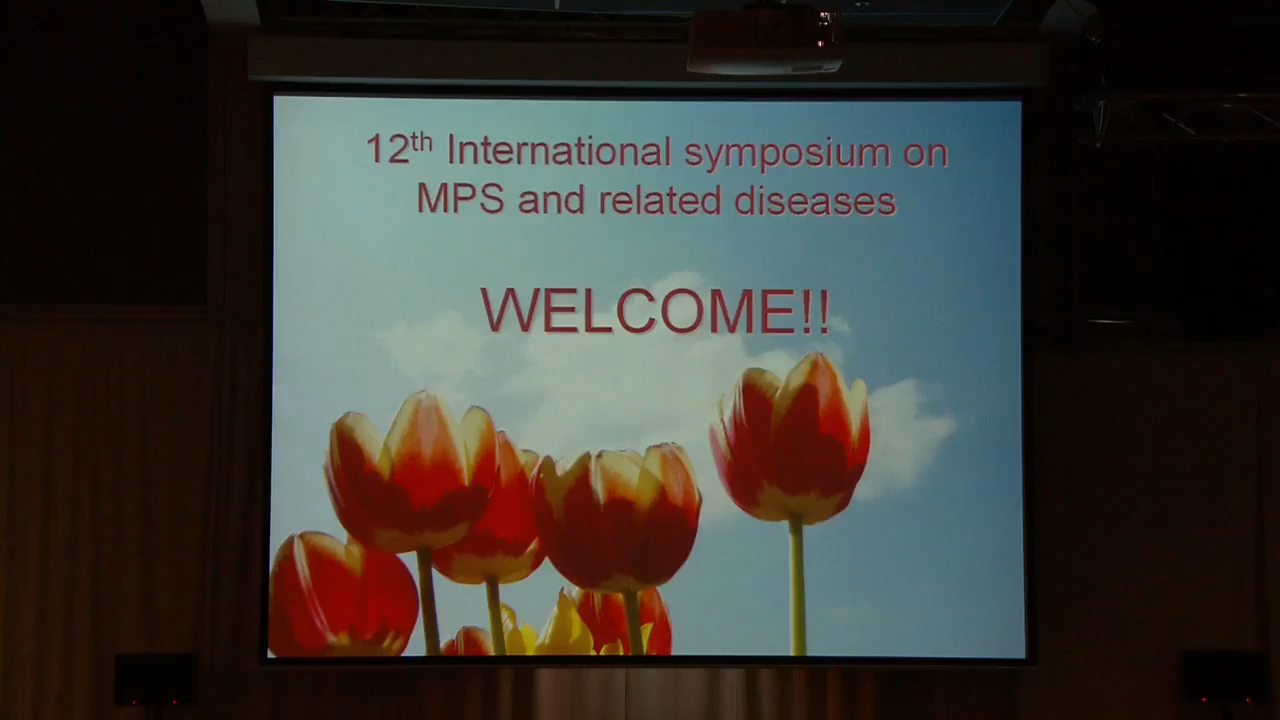 12th International symposium on
MPS and related diseases
WELCOME!!